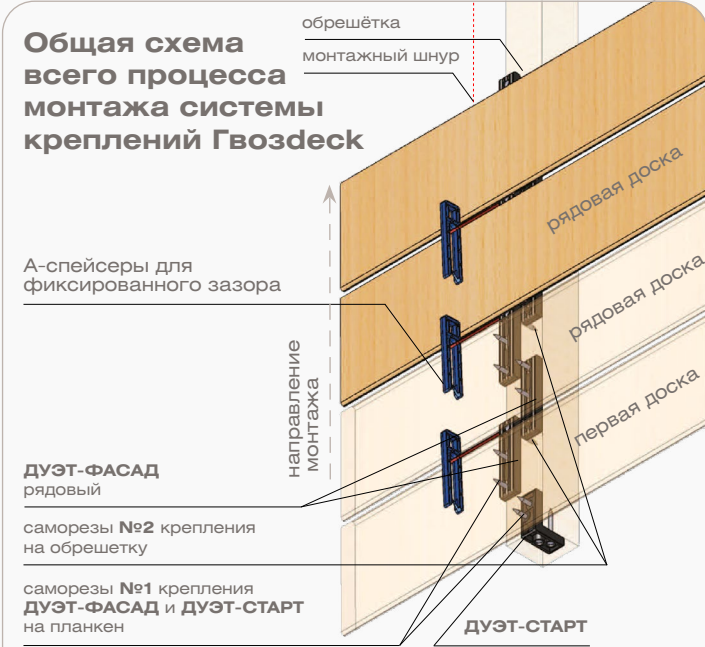 Общая схема
всего процесса
монтажа системы
креплений Гвозdeck
обрешётка
монтажный шнур
рядовая доска
А-спейсеры для
фиксированного зазора
рядовая доска
направление
монтажа
первая доска
ДУЭТ-ФАСАД
рядовый
саморезы №2 крепления
на обрешетку
саморезы №1 крепления
ДУЭТ-ФАСАД и ДУЭТ-СТАРТ
на планкен
ДУЭТ-СТАРТ